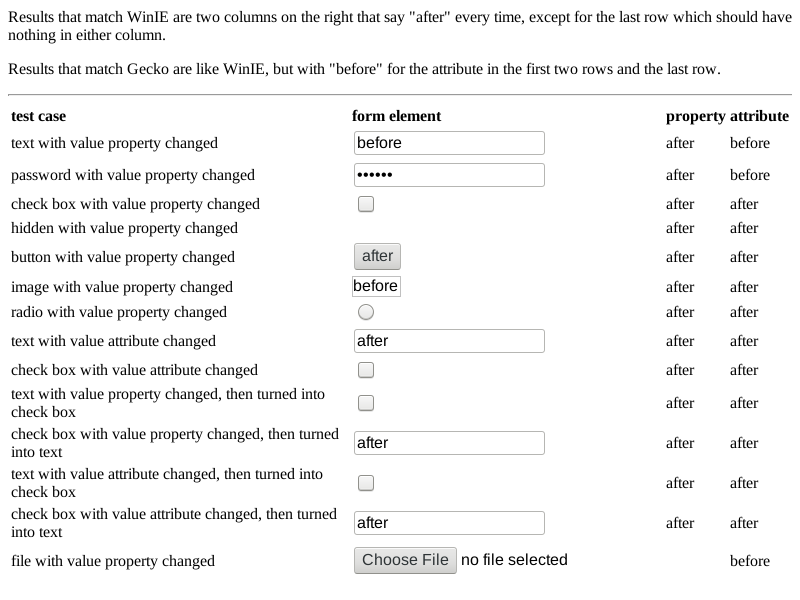 Results that match WinIE are two columns on the right that say "after" every time, except for the last row which should have
nothing in either column.
Results that match Gecko are like WinIE, but with "before" for the attribute in the first two rows and the last row.
test case form element property attribute
text with value property changed before after before
password with value property changed •••••• after before
check box with value property changed after after
hidden with value property changed after after
button with value property changed after after after
image with value property changed before after after
radio with value property changed after after
text with value attribute changed after after after
check box with value attribute changed after after
text with value property changed, then turned into
check box after after
check box with value property changed, then turned
into text after after after
text with value attribute changed, then turned into
check box after after
check box with value attribute changed, then turned
into text after after after
file with value property changed Choose File no file selected before